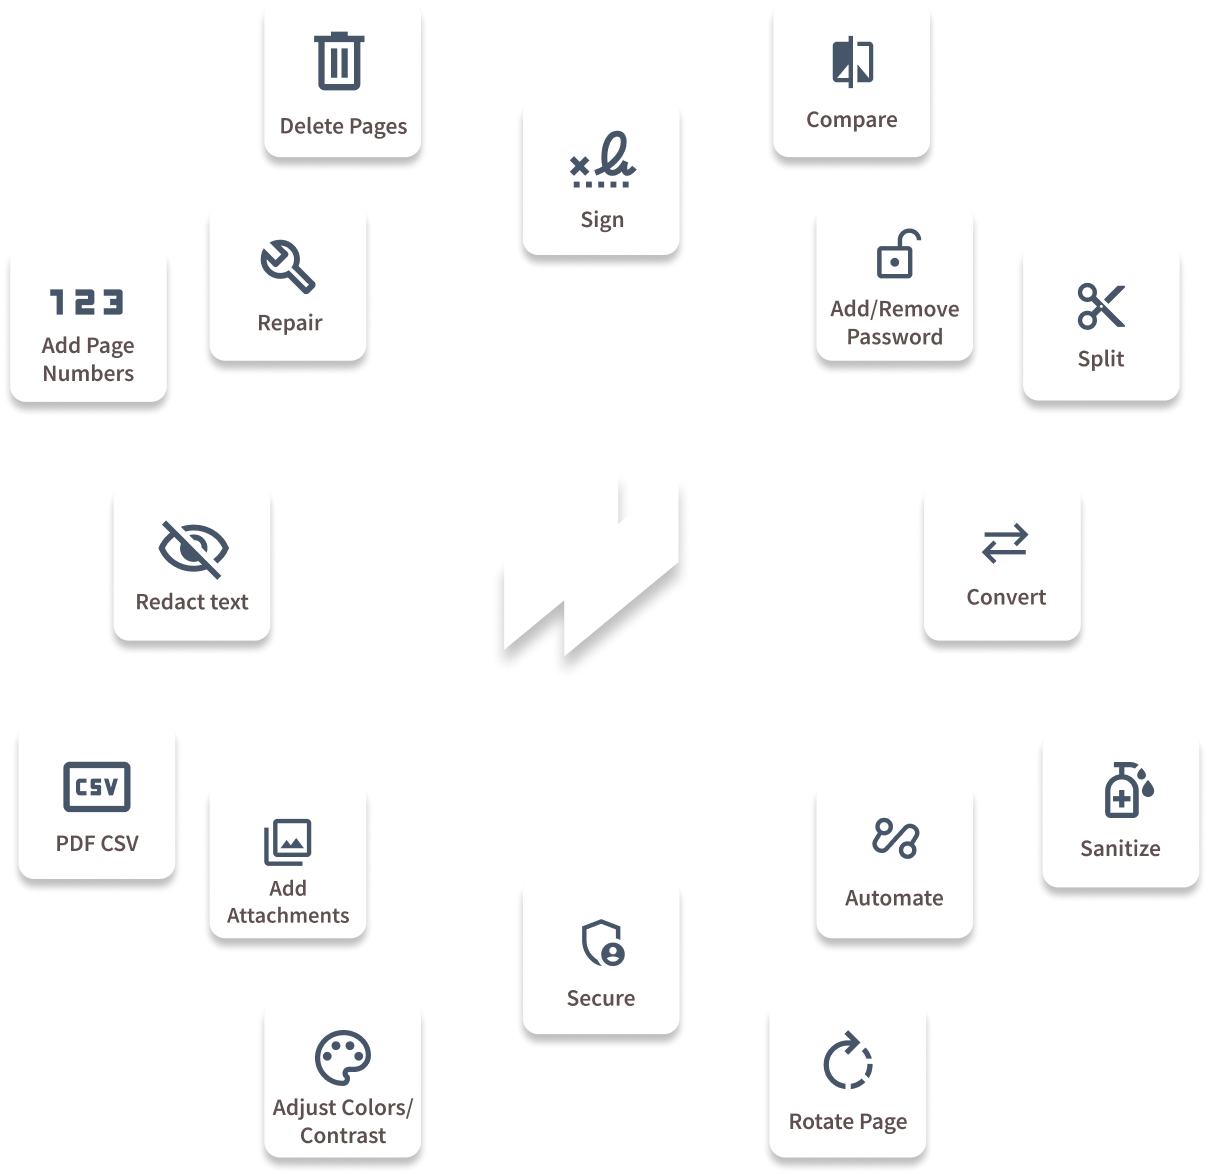 Delete Pages
Compare
Sign
Add/Remove
Password
Repair
123
Add Page
Numbers
Split
Redact text
Convert
CSV
PDF CSV
Sanitize
Add
Attachments
Automate
Secure
Adjust Colors/
Contrast
Rotate Page